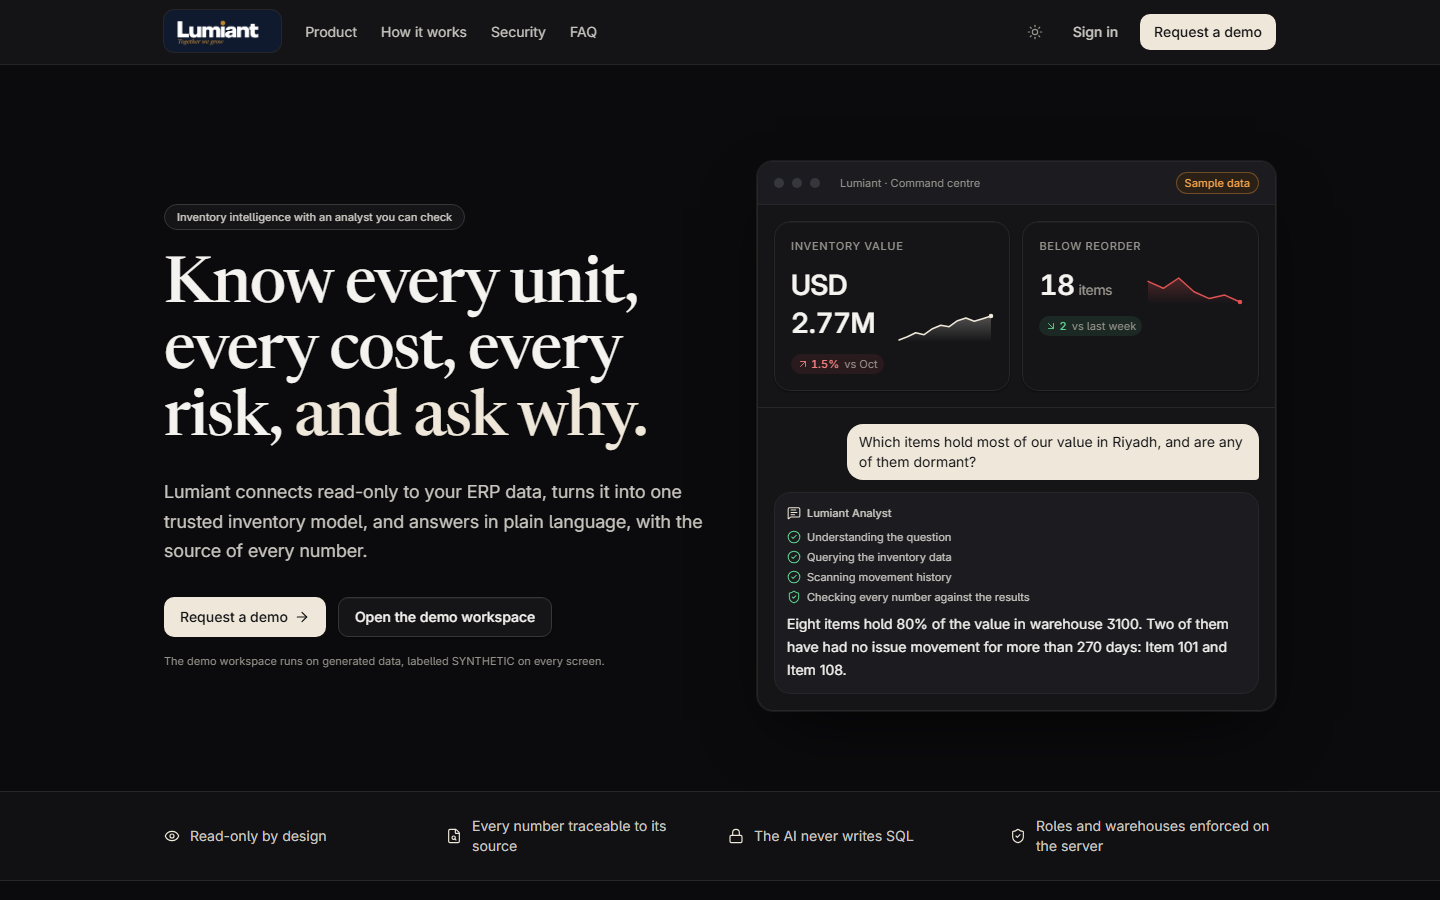 Lumiant
Together we grow
Product
How it works
Security
FAQ
Sign in
Request a demo
Inventory intelligence with an analyst you can check
Know every unit,
every cost, every
risk, and ask why.
Lumiant connects read-only to your ERP data, turns it into one
trusted inventory model, and answers in plain language, with the
source of every number.
Request a demo
Open the demo workspace
The demo workspace runs on generated data, labelled SYNTHETIC on every screen.
Lumiant · Command centre
Sample data
INVENTORY VALUE
USD
2.77M
1.5% vs Oct
BELOW REORDER
18 items
2 vs last week
Which items hold most of our value in Riyadh, and are any
of them dormant?
Lumiant Analyst
Understanding the question
Querying the inventory data
Scanning movement history
Checking every number against the results
Eight items hold 80% of the value in warehouse 3100. Two of them
have had no issue movement for more than 270 days: Item 101 and
Item 108.
Read-only by design
Every number traceable to its
source
The AI never writes SQL
Roles and warehouses enforced on
the server